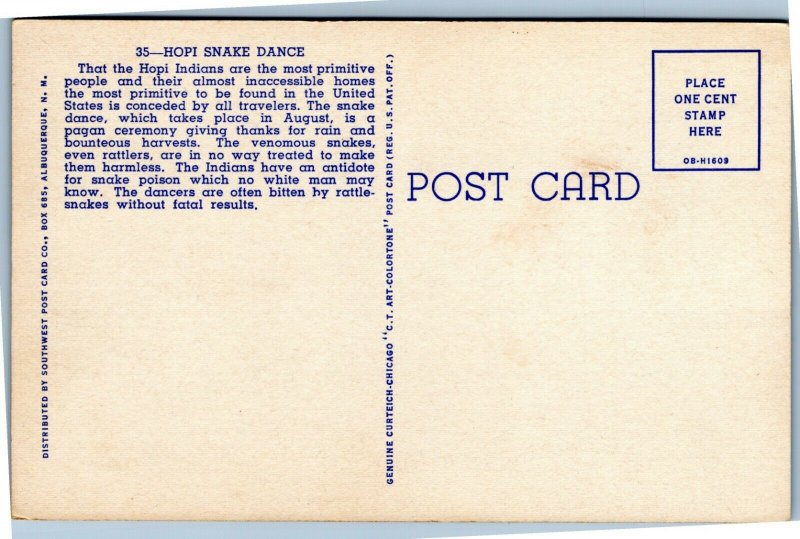 35—HOPI SNAKE DANCE
That the Hopi Indians are the most primitive
people and their almost inaccessible homes
the most primitive to be found in the United
States is conceded by all travelers. The snake
dance, which takes place in August, is a
pagan ceremony giving thanks for rain and
bounteous harvests. The venomous snakes,
even rattlers, are in no way treated to make
them harmless. The Indians have an antidote
for snake poison which no white man may
know. The dancers are often bitten by rattle-
snakes without fatal results.
DISTRIBUTED BY SOUTHWEST POST CARD CO., BOX 685, ALBUQUERQUE, N. M.
GENUINE CURTEICH-CHICAGO "C.T. ART-COLORTONE" POST CARD (REG. U.S. PAT. OFF.)
POST CARD
PLACE
ONE CENT
STAMP
HERE
OB-H1609